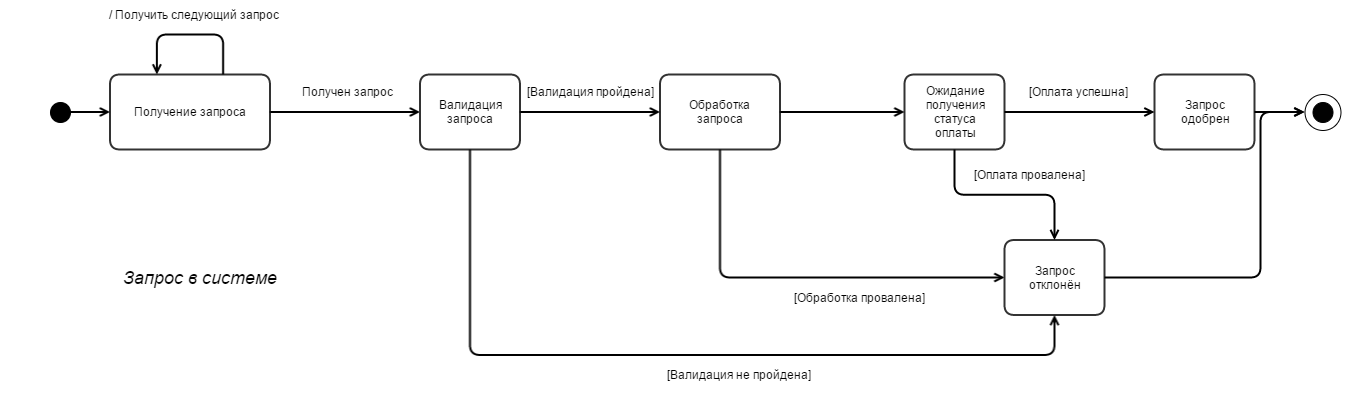 / Получить следующий запрос
Получение запроса
Получен запрос
Валидация
запроса
[Валидация пройдена]
Обработка
запроса
Ожидание
получения
статуса
оплаты
[Оплата успешна]
Запрос
одобрен
[Оплата провалена]
Запрос
отклонён
Запрос в системе
[Обработка провалена]
[Валидация не пройдена]